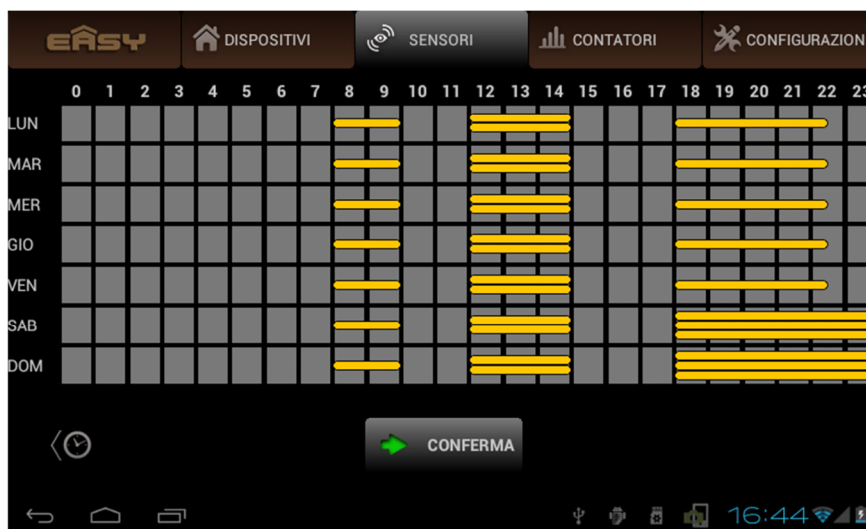 EASY DISPOSITIVI SENSORI CONTATORI CONFIGURAZION
0 1 2 3 4 5 6 7 8 9 10 11 12 13 14 15 16 17 18 19 20 21 22 23
LUN
MAR
MER
GIO
VEN
SAB
DOM
CONFERMA
16:44